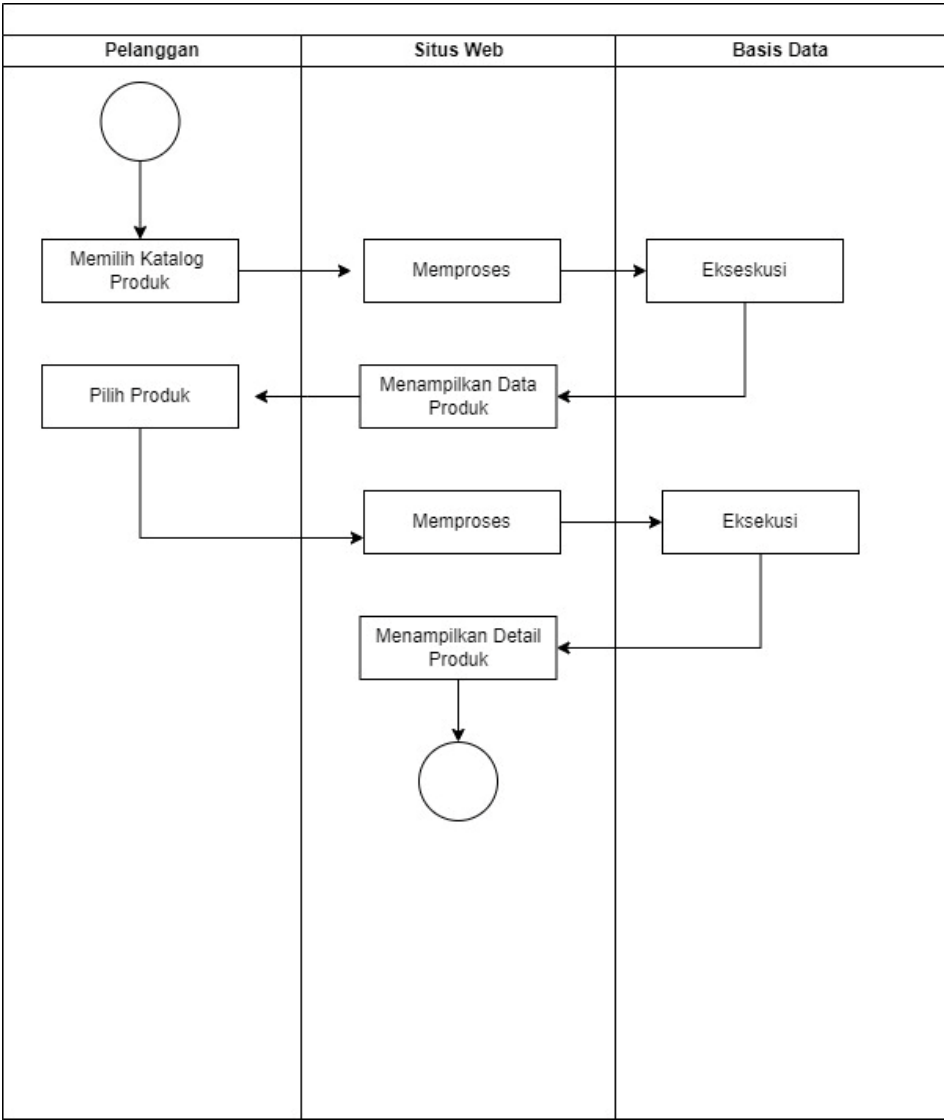 Pelanggan
Situs Web
Basis Data
Memilih Katalog
Produk
Memproses
Ekseskusi
Pilih Produk
Menampilkan Data
Produk
Memproses
Eksekusi
Menampilkan Detail
Produk